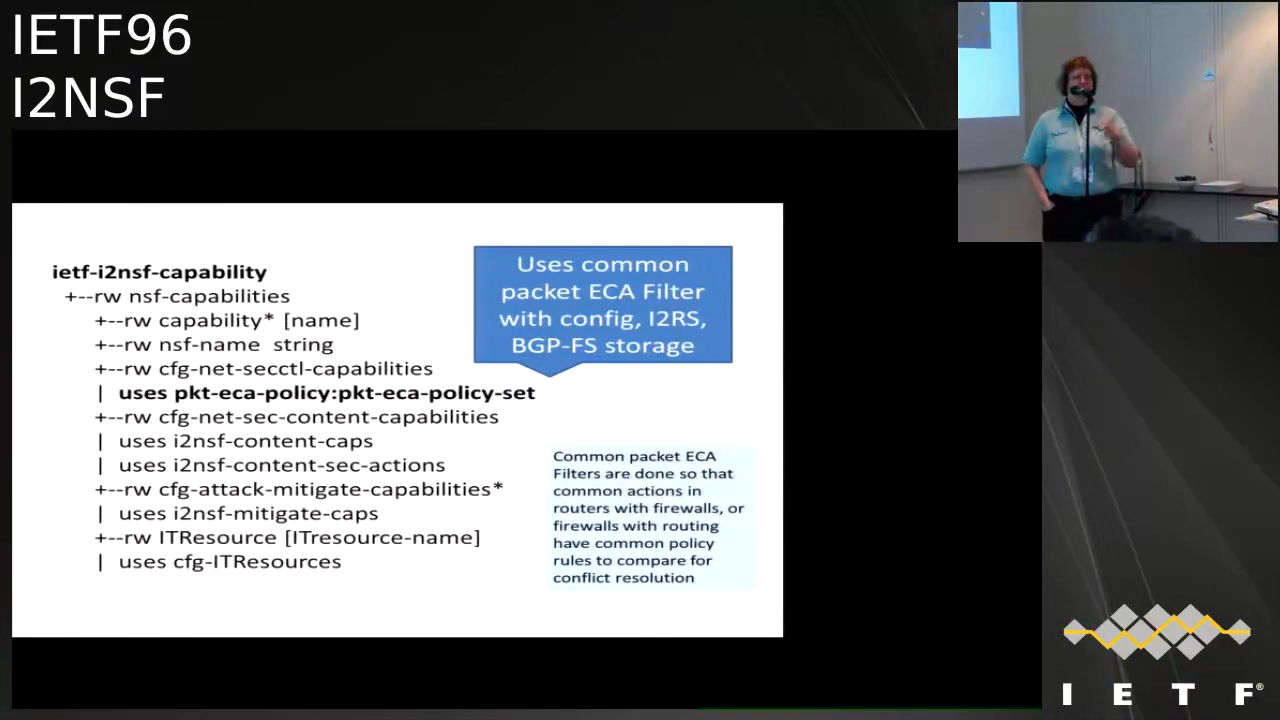 IETF96
I2NSF
ietf-i2nsf-capability
+--rw nsf-capabilities
+--rw capability* [name]
+--rw nsf-name  string
+--rw cfg-net-secctl-capabilities
|  uses pkt-eca-policy:pkt-eca-policy-set
+--rw cfg-net-sec-content-capabilities
|  uses i2nsf-content-caps
|  uses i2nsf-content-sec-actions
+--rw cfg-attack-mitigate-capabilities*
|  uses i2nsf-mitigate-caps
+--rw ITResource [ITresource-name]
|  uses cfg-ITResources
Uses common
packet ECA Filter
with config, I2RS,
BGP-FS storage
Common packet ECA
Filters are done so that
common actions in
routers with firewalls, or
firewalls with routing
have common policy
rules to compare for
conflict resolution
I E T F®